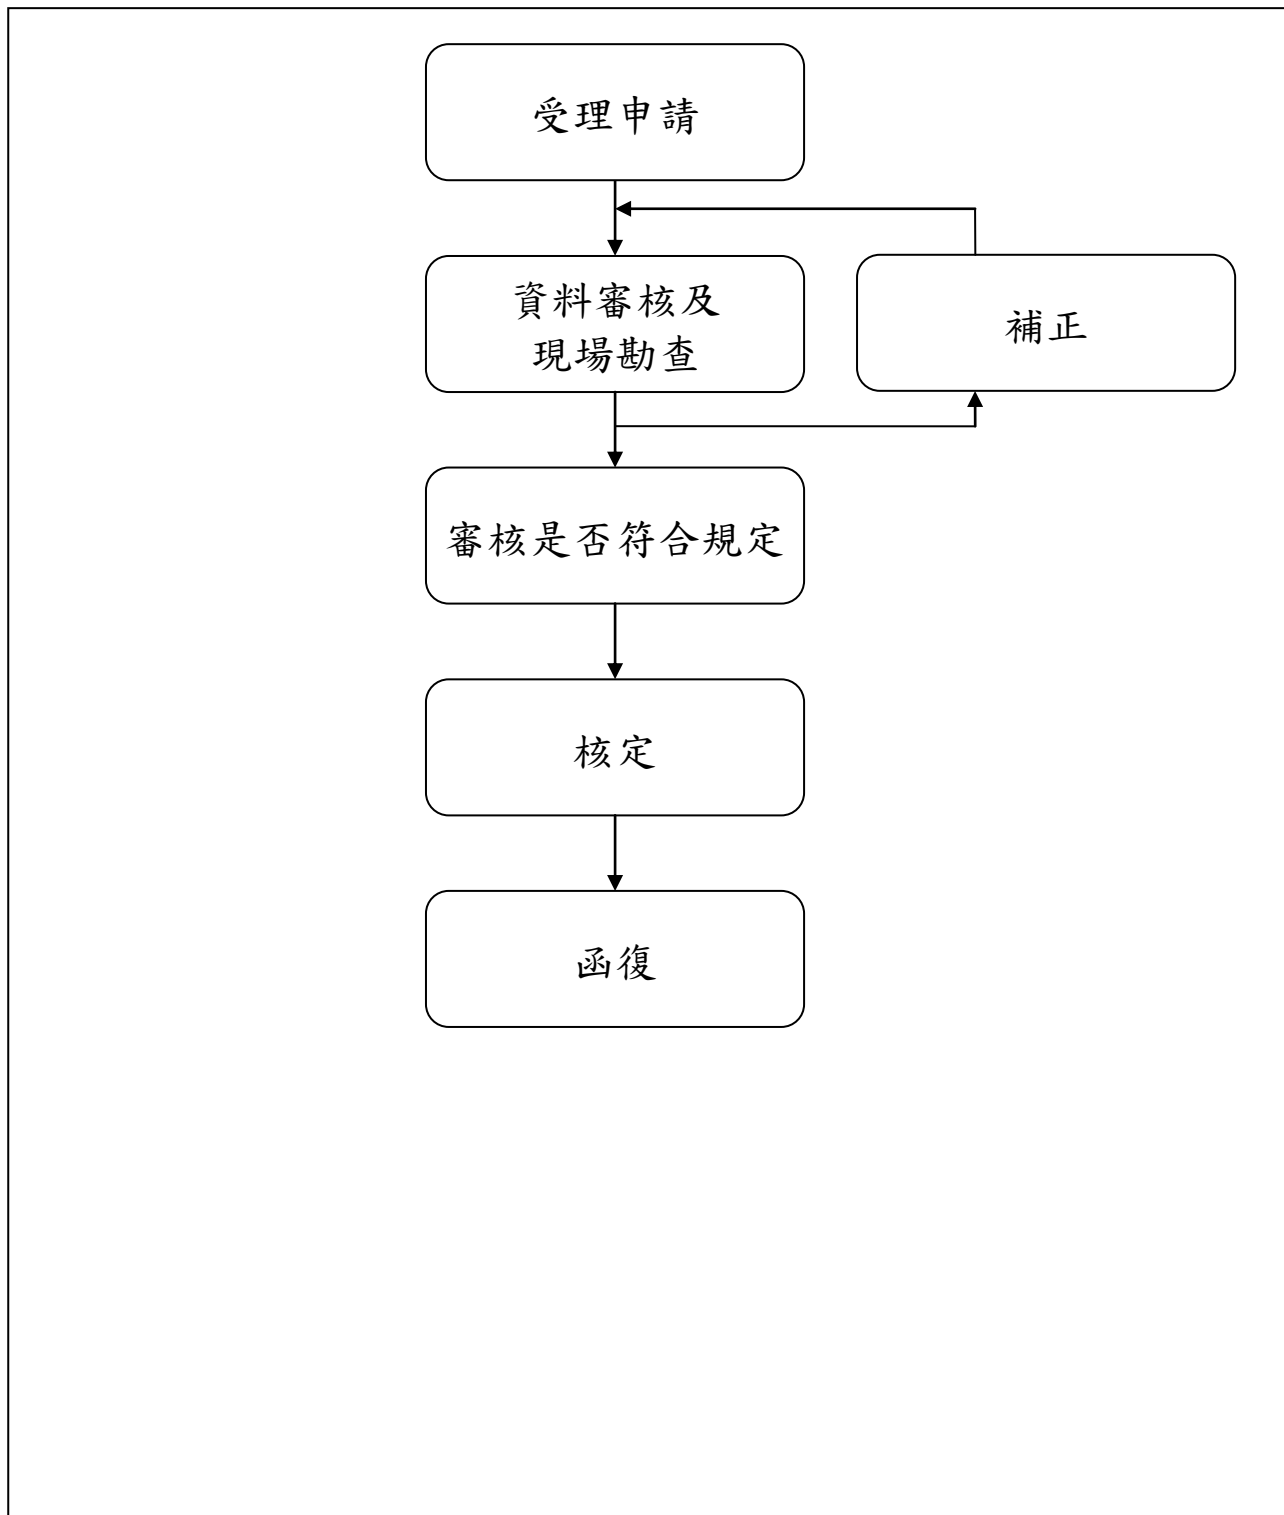 受理申請
資料審核及
現場勘查
補正
審核是否符合規定
核定
函復